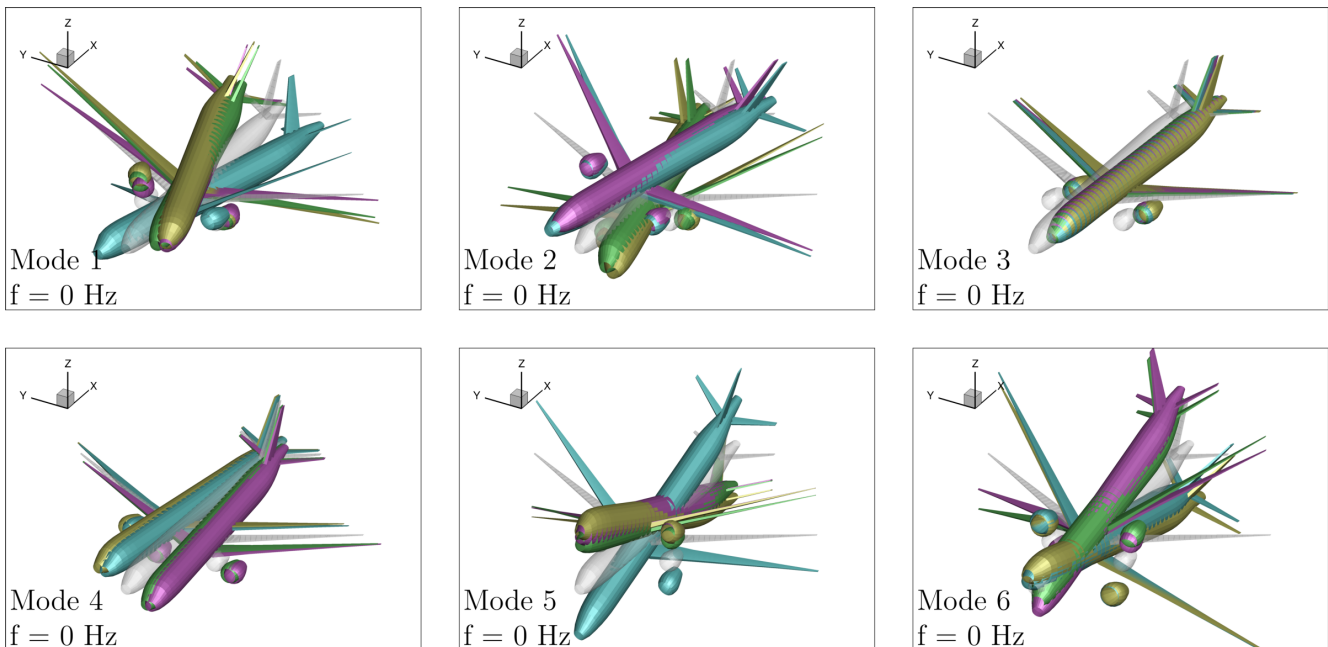 Z
Y
X
Mode 1
f = 0 Hz
Z
Y
X
Mode 2
f = 0 Hz
Z
Y
X
Mode 3
f = 0 Hz
Z
Y
X
Mode 4
f = 0 Hz
Z
Y
X
Mode 5
f = 0 Hz
Z
Y
X
Mode 6
f = 0 Hz